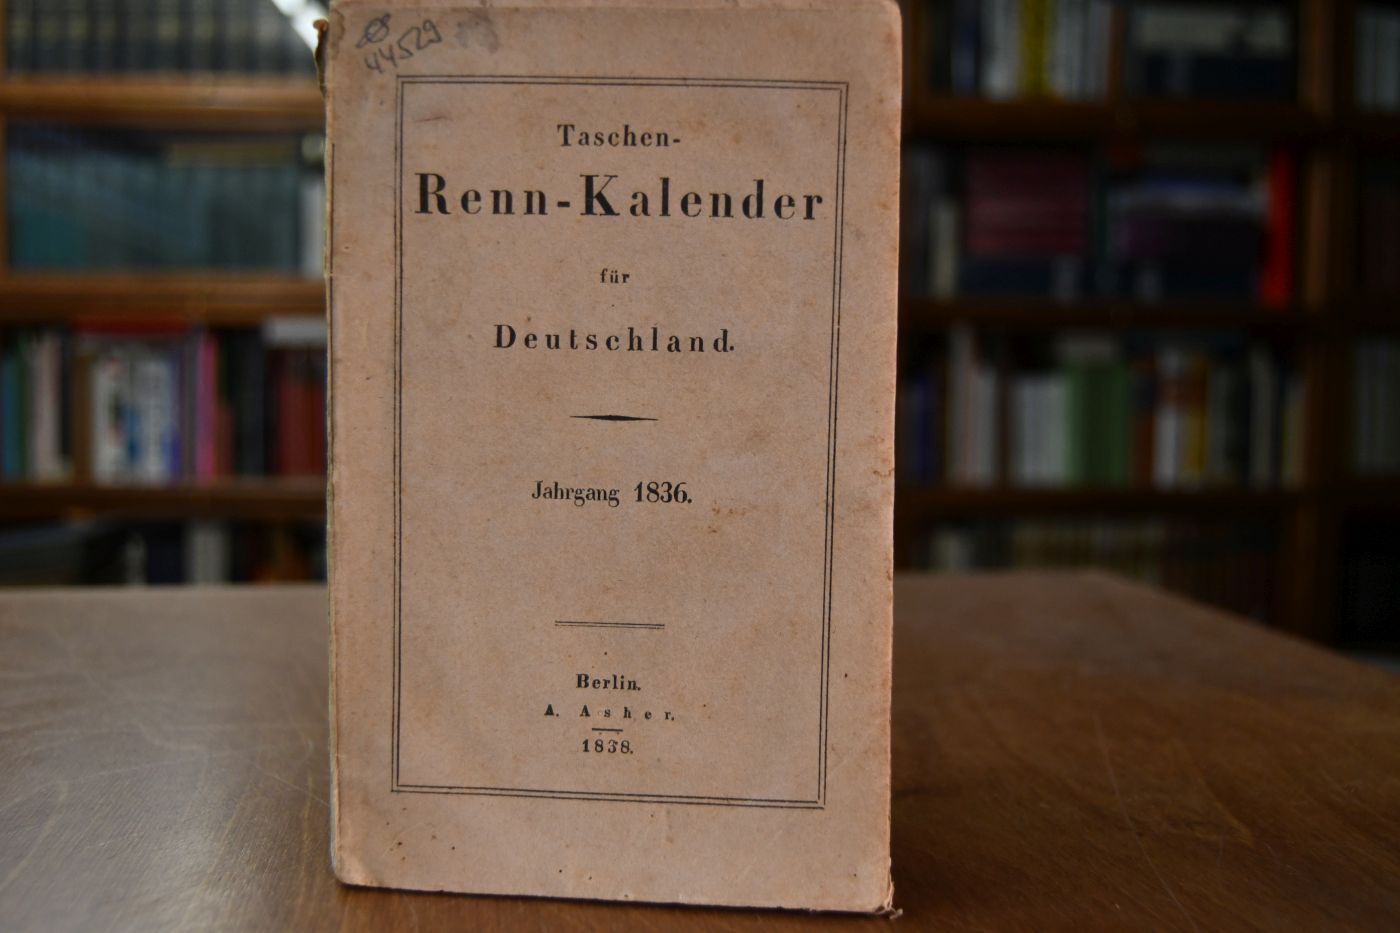 44529
Taschen-
Renn-Kalender
für
Deutschland.
Jahrgang 1836.
Berlin.
A. Asher.
1838.